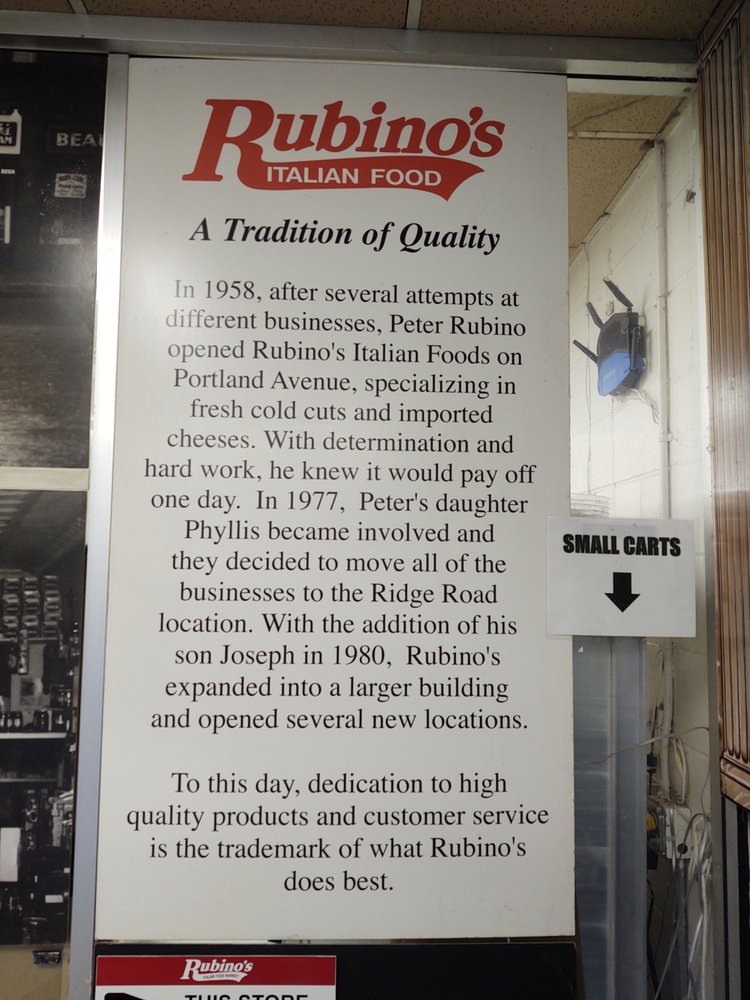 Rubino's
ITALIAN FOOD
A Tradition of Quality
In 1958, after several attempts at
different businesses, Peter Rubino
opened Rubino's Italian Foods on
Portland Avenue, specializing in
fresh cold cuts and imported
cheeses. With determination and
hard work, he knew it would pay off
one day. In 1977, Peter's daughter
Phyllis became involved and
they decided to move all of the
businesses to the Ridge Road
location. With the addition of his
son Joseph in 1980, Rubino's
expanded into a larger building
and opened several new locations.
To this day, dedication to high
quality products and customer service
is the trademark of what Rubino's
does best.
SMALL CARTS
Rubino's
THIS STORE